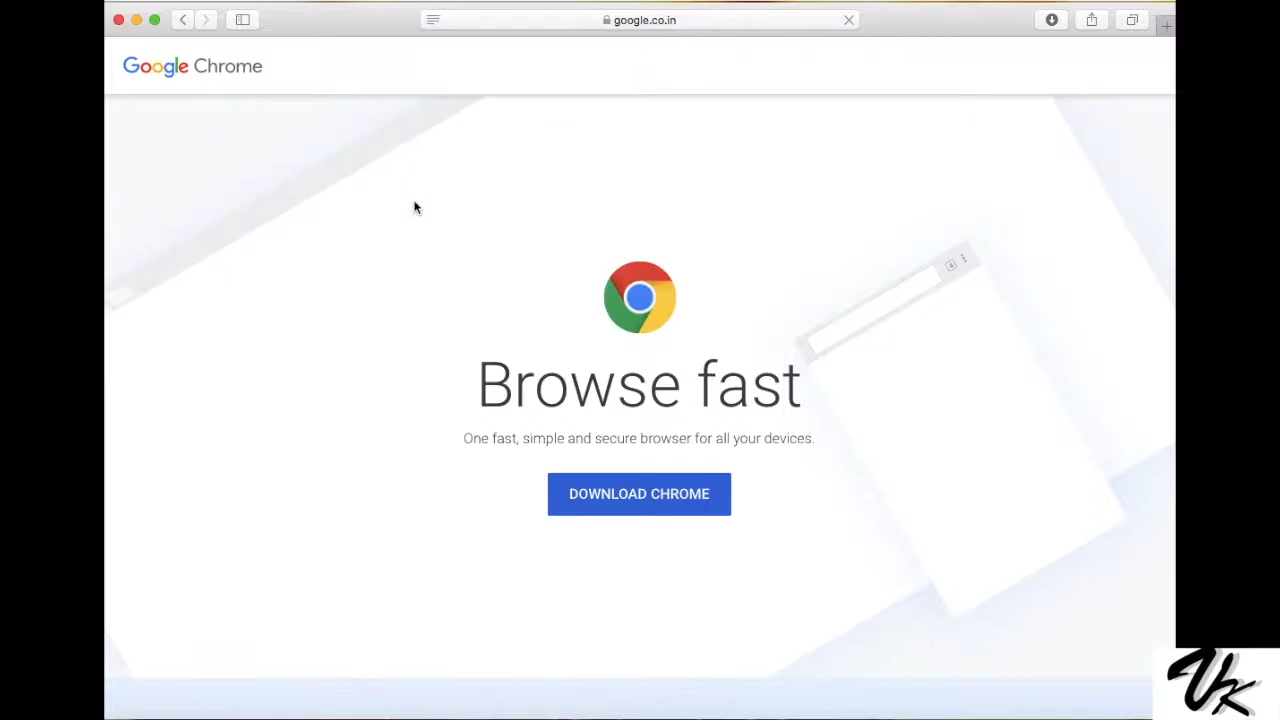 google.co.in
Google Chrome
Browse fast
One fast, simple and secure browser for all your devices.
DOWNLOAD CHROME
VK